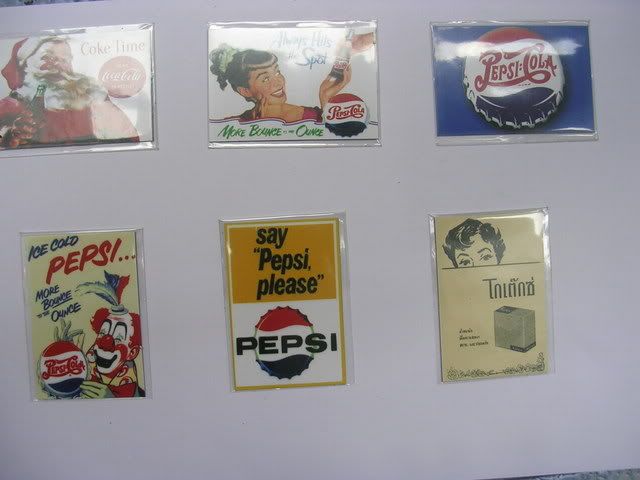 Coke Time
Coca-Cola
Always Hits
the Spot
PEPSI-COLA
MORE BOUNCE TO THE OUNCE
PEPSI-COLA
ICE COLD
PEPSI...
MORE
BOUNCE
TO THE
OUNCE
PEPSI-COLA
say
"Pepsi,
please"
PEPSI
โกเต๊กซ์